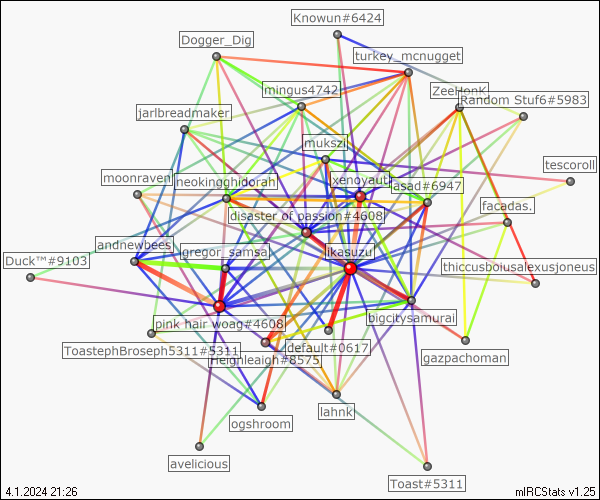 Knowun#6424
Dogger_Dig
turkey_mcnugget
mingus4742
ZeeHonK
Random Stuf6#5983
jarlbreadmaker
mukszil
tescoroll
moonraven
neokingghidorah
xenoyaut
asad#6947
disaster of passion#4608
facadas.
andnewbees
gregor_samsa
likasuzu
Duck™#9103
thiccusboiusalexusjoneus
pink hair woag#4608
bigcitysamurai
ToastephBroseph5311#5311
default#0617
Heighleaigh#8575
gazpachoman
ogshroom
lahnk
avelicious
Toast#5311
4.1.2024 21:26
mIRCStats v1.25